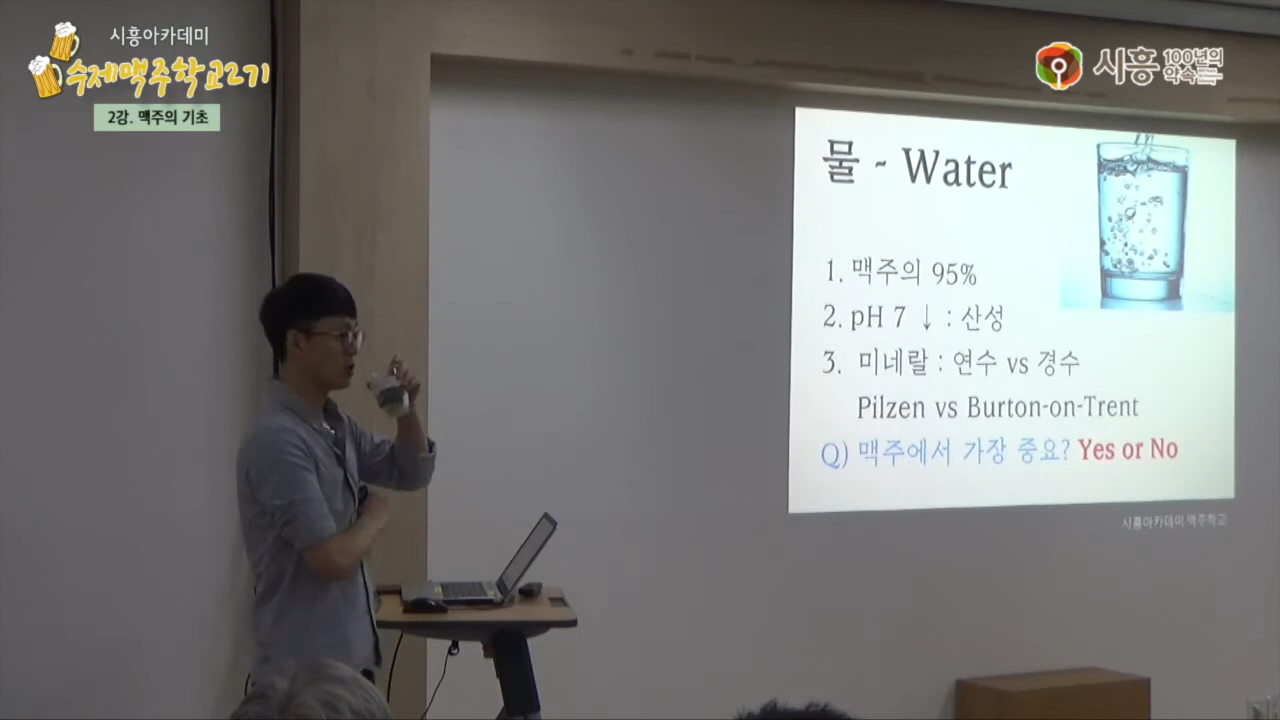 시흥아카데미
수제맥주학교2기
2강. 맥주의 기초
시흥 100년의 약속
물 - Water
1. 맥주의 95%
2. pH 7 ↓ : 산성
3. 미네랄 : 연수 vs 경수
Pilzen vs Burton-on-Trent
Q) 맥주에서 가장 중요? Yes or No
시흥아카데미 맥주학교